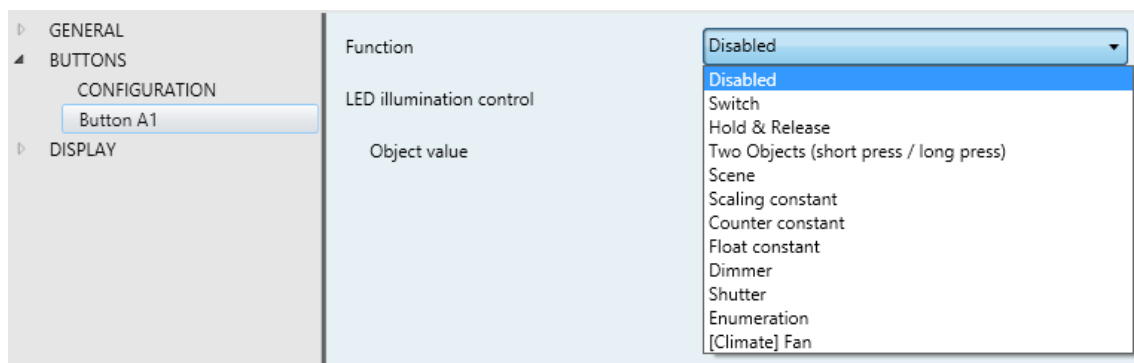 GENERAL
BUTTONS
CONFIGURATION
Button A1
DISPLAY
Function
Disabled
LED illumination control
Object value
Disabled
Switch
Hold & Release
Two Objects (short press / long press)
Scene
Scaling constant
Counter constant
Float constant
Dimmer
Shutter
Enumeration
[Climate] Fan